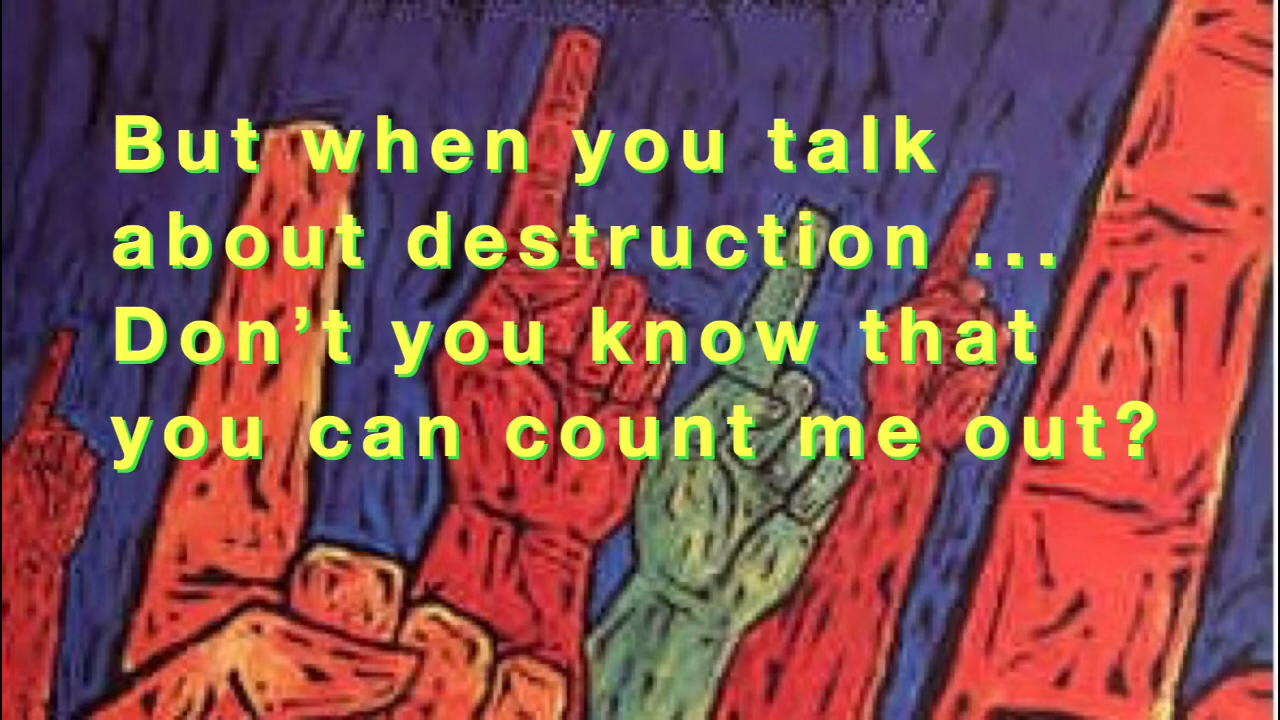 But when you talk
about destruction ...
Don’t you know that
you can count me out?